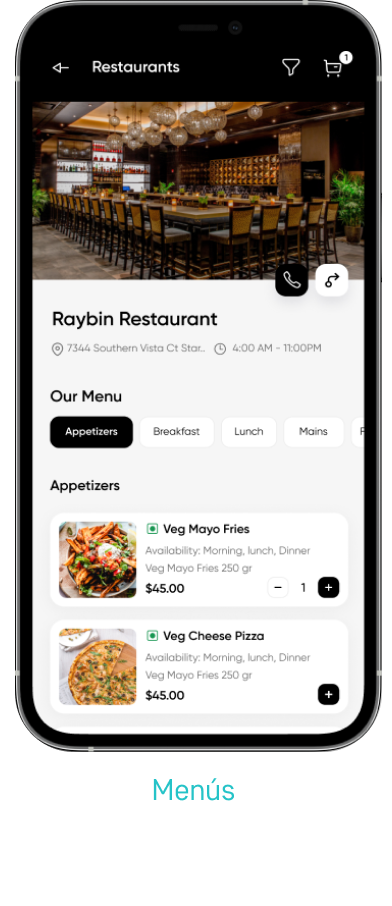 Restaurants
1
Raybin Restaurant
7344 Southern Vista Ct Star.. 4:00 AM - 11:00PM
Our Menu
Appetizers Breakfast Lunch Mains F
Appetizers
Veg Mayo Fries
Availability: Morning, lunch, Dinner
Veg Mayo Fries 250 gr
$45.00 - 1 +
Veg Cheese Pizza
Availability: Morning, lunch, Dinner
Veg Mayo Fries 250 gr
$45.00 +
Menús